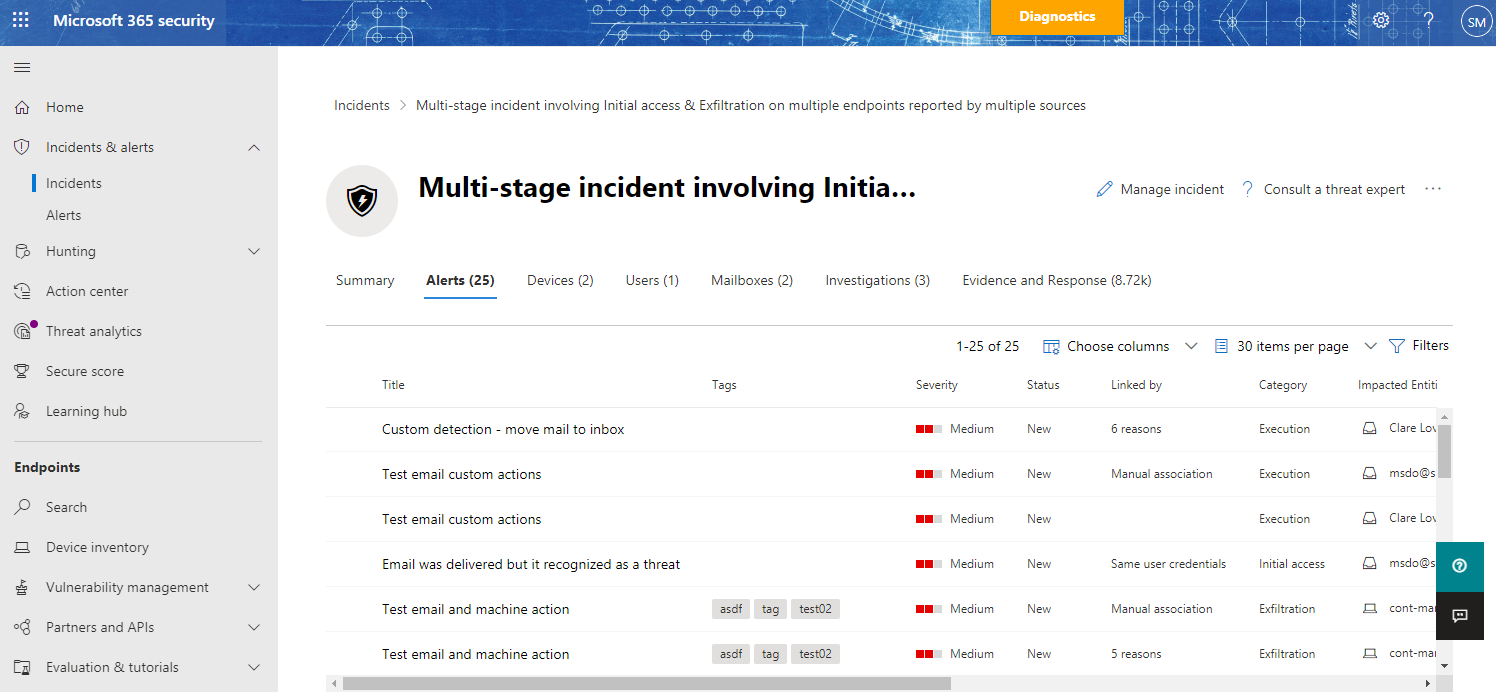 Microsoft 365 security
Diagnostics
?
SM
Home
Incidents & alerts
Incidents
Alerts
Hunting
Action center
Threat analytics
Secure score
Learning hub
Endpoints
Search
Device inventory
Vulnerability management
Partners and APIs
Evaluation & tutorials
Incidents > Multi-stage incident involving Initial access & Exfiltration on multiple endpoints reported by multiple sources
Multi-stage incident involving Initia...
Manage incident ? Consult a threat expert ...
Summary Alerts (25) Devices (2) Users (1) Mailboxes (2) Investigations (3) Evidence and Response (8.72k)
1-25 of 25 Choose columns 30 items per page Filters
Title Tags Severity Status Linked by Category Impacted Entiti
Custom detection - move mail to inbox Medium New 6 reasons Execution Clare Lov
Test email custom actions Medium New Manual association Execution msdo@s
Test email custom actions Medium New Execution Clare Lov
Email was delivered but it recognized as a threat Medium New Same user credentials Initial access msdo@s
Test email and machine action asdf tag test02 Medium New Manual association Exfiltration cont-mar
Test email and machine action asdf tag test02 Medium New 5 reasons Exfiltration cont-mar